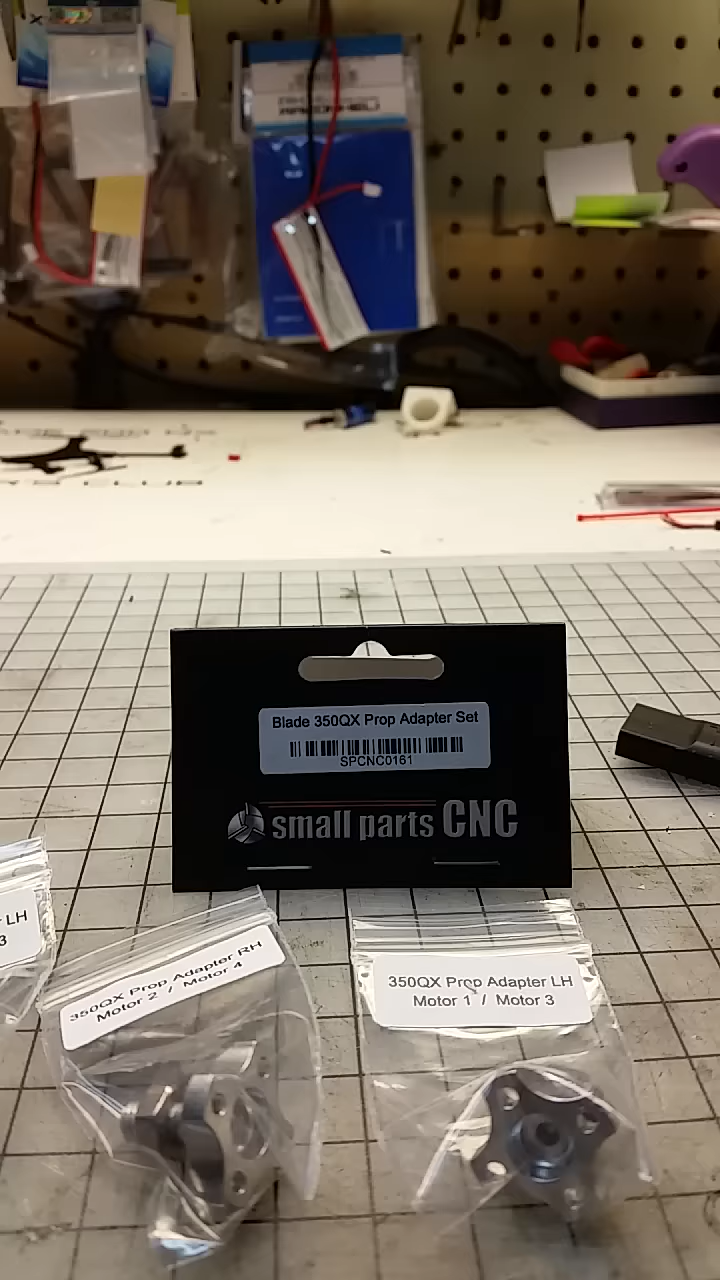 Blade 350QX Prop Adapter Set
SPCNC0161
small parts CNC
LH
3
350QX Prop Adapter RH
Motor 2 / Motor 4
350QX Prop Adapter LH
Motor 1 / Motor 3